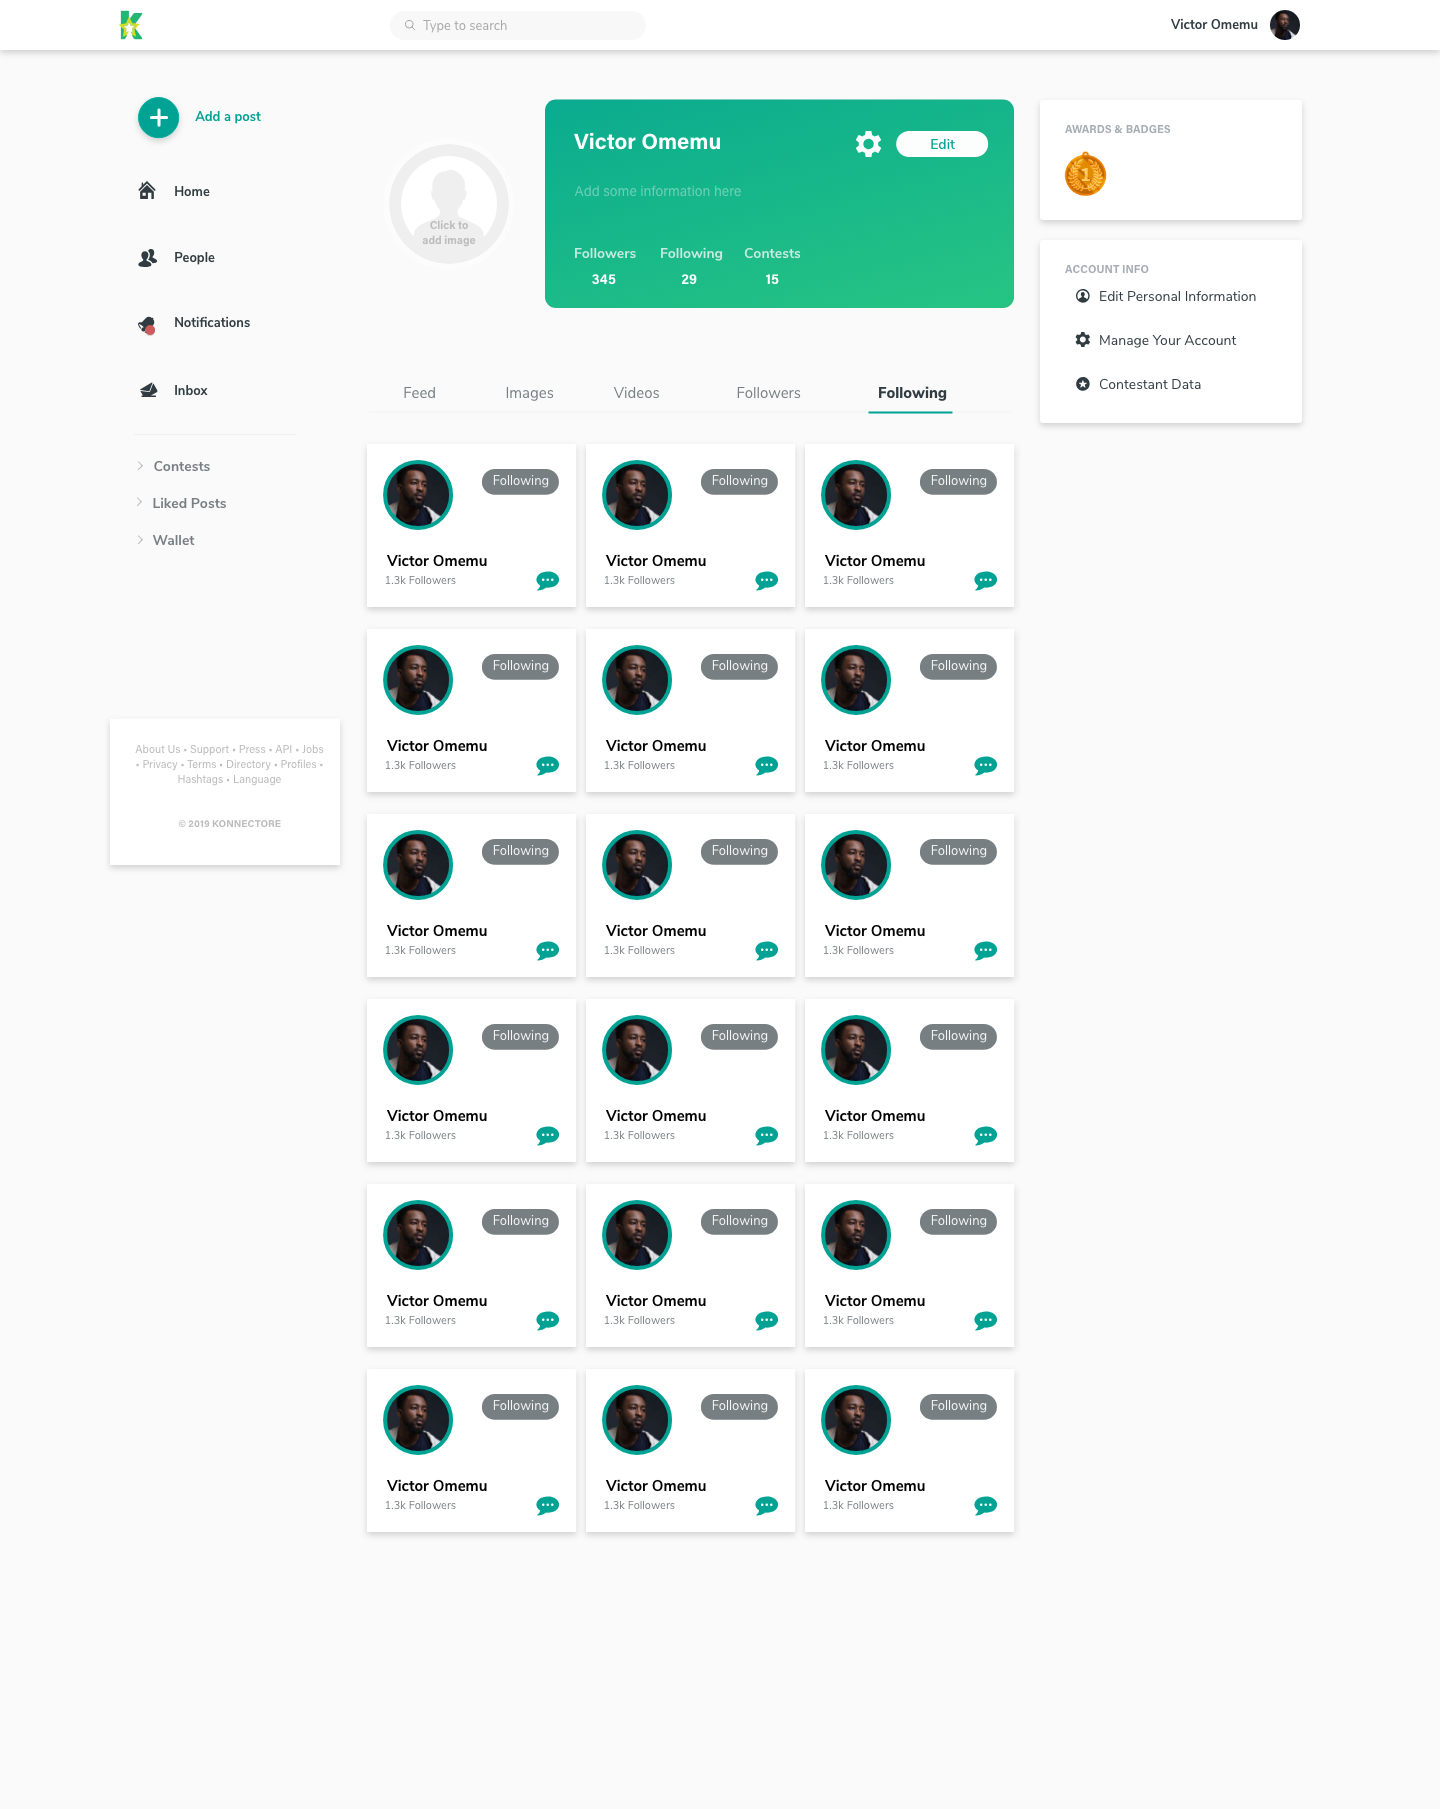 Type to search
Victor Omemu
Add a post
Home
People
Notifications
Inbox
Contests
Liked Posts
Wallet
About Us • Support • Press • API • Jobs
• Privacy • Terms • Directory • Profiles •
Hashtags • Language
© 2019 KONNECTORE
Click to
add image
Victor Omemu
Edit
Add some information here
Followers Following Contests
345 29 15
Feed Images Videos Followers Following
Following Following Following
Victor Omemu Victor Omemu Victor Omemu
1.3k Followers 1.3k Followers 1.3k Followers
Following Following Following
Victor Omemu Victor Omemu Victor Omemu
1.3k Followers 1.3k Followers 1.3k Followers
Following Following Following
Victor Omemu Victor Omemu Victor Omemu
1.3k Followers 1.3k Followers 1.3k Followers
Following Following Following
Victor Omemu Victor Omemu Victor Omemu
1.3k Followers 1.3k Followers 1.3k Followers
Following Following Following
Victor Omemu Victor Omemu Victor Omemu
1.3k Followers 1.3k Followers 1.3k Followers
Following Following Following
Victor Omemu Victor Omemu Victor Omemu
1.3k Followers 1.3k Followers 1.3k Followers
AWARDS & BADGES
1
ACCOUNT INFO
Edit Personal Information
Manage Your Account
Contestant Data